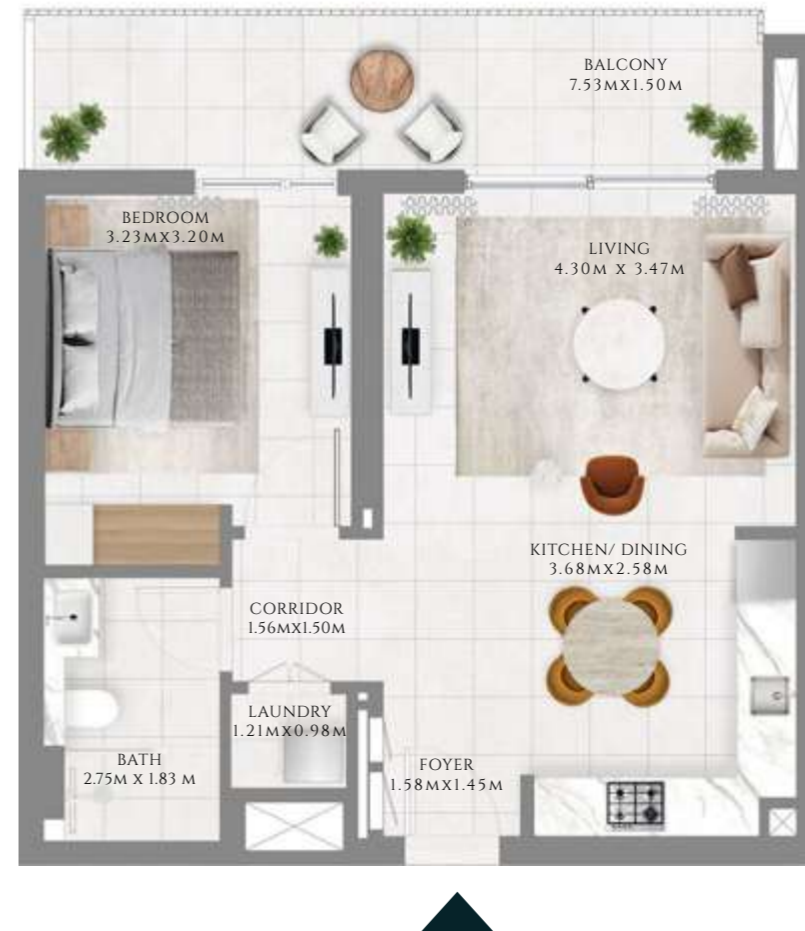 BALCONY
7.53MX1.50M
BEDROOM
3.23MX3.20M
LIVING
4.30M X 3.47M
KITCHEN/ DINING
3.68MX2.58M
CORRIDOR
1.56MX1.50M
LAUNDRY
1.21MX0.98M
BATH
2.75M X 1.83 M
FOYER
1.58MX1.45M